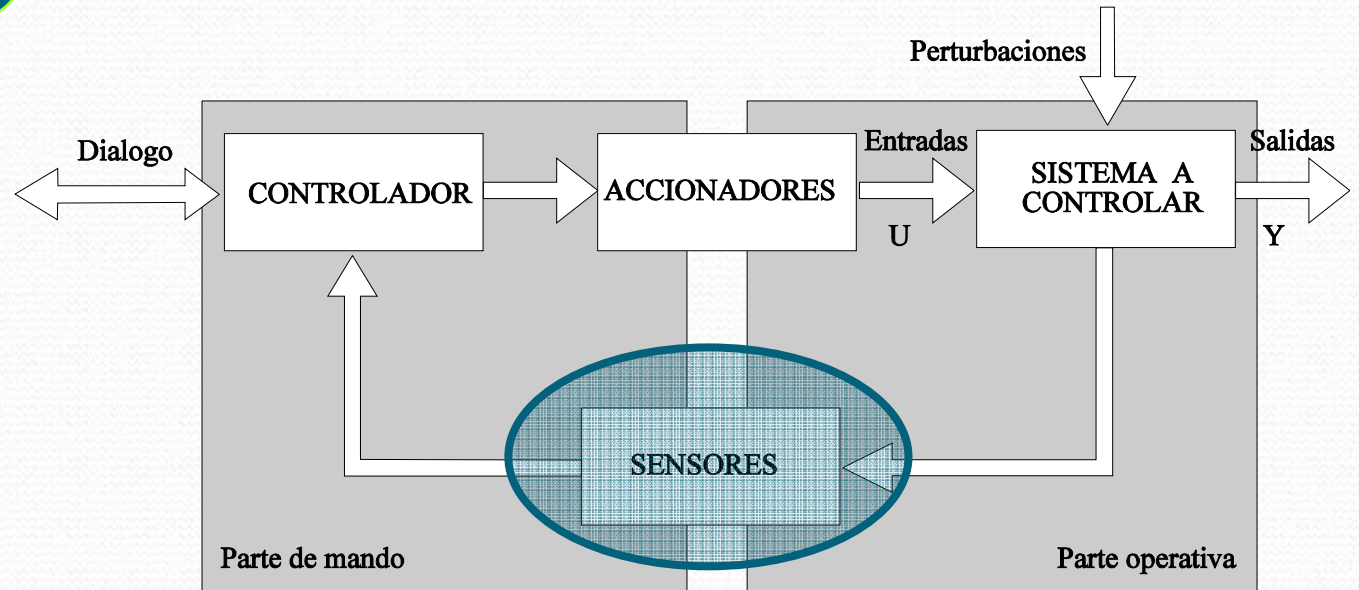 Perturbaciones
Dialogo
CONTROLADOR
ACCIONADORES
Entradas
U
SISTEMA A
CONTROLAR
Salidas
Y
SENSORES
Parte de mando
Parte operativa